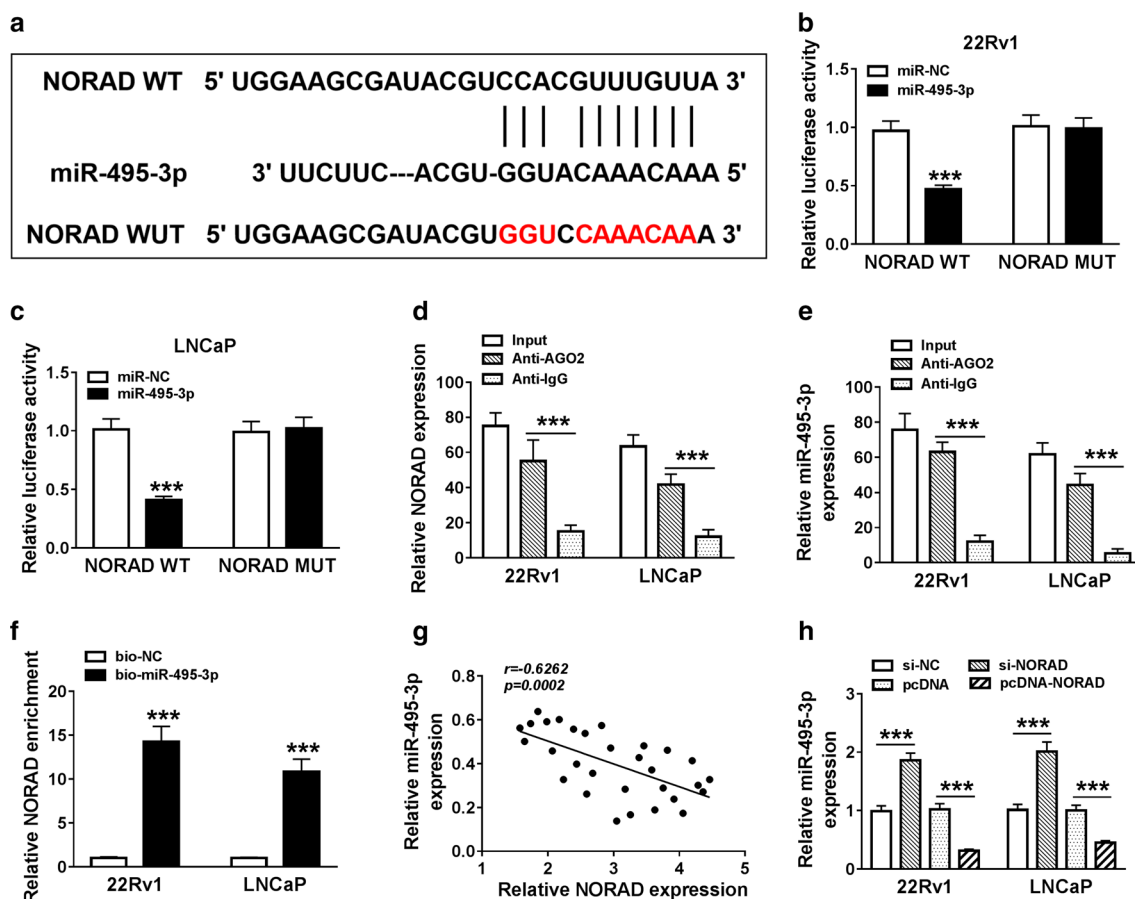 a
NORAD WT 5' UGGAAGCGAUACGUCCACGUUUGUUA 3'
miR-495-3p 3' UUCUUC---ACGU-GGUACAAACAAA 5'
NORAD WUT 5' UGGAAGCGAUACGUGGUCCAAACAAA 3'
b
22Rv1
Relative luciferase activity
miR-NC
miR-495-3p
1.5
1.0
0.5
0.0
***
NORAD WT NORAD MUT
c
LNCaP
Relative luciferase activity
miR-NC
miR-495-3p
1.5
1.0
0.5
0.0
***
NORAD WT NORAD MUT
d
Relative NORAD expression
Input
Anti-AGO2
Anti-IgG
100
80
60
40
20
0
***
***
22Rv1 LNCaP
e
Relative miR-495-3p
expression
Input
Anti-AGO2
Anti-IgG
100
80
60
40
20
0
***
***
22Rv1 LNCaP
f
Relative NORAD enrichment
bio-NC
bio-miR-495-3p
20
15
10
5
0
***
***
22Rv1 LNCaP
g
Relative miR-495-3p
expression
r=-0.6262
p=0.0002
0.8
0.6
0.4
0.2
0.0
1 2 3 4 5
Relative NORAD expression
h
Relative miR-495-3p
expression
si-NC si-NORAD
pcDNA pcDNA-NORAD
3
2
1
0
***
***
***
***
22Rv1 LNCaP